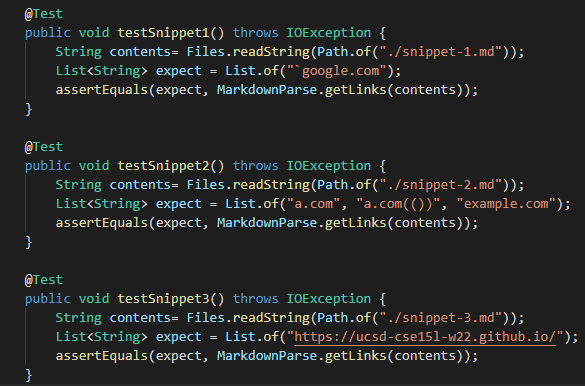 @Test
public void testSnippet1() throws IOException {
    String contents= Files.readString(Path.of("./snippet-1.md"));
    List<String> expect = List.of("`google.com");
    assertEquals(expect, MarkdownParse.getLinks(contents));
}

@Test
public void testSnippet2() throws IOException {
    String contents= Files.readString(Path.of("./snippet-2.md"));
    List<String> expect = List.of("a.com", "a.com(())", "example.com");
    assertEquals(expect, MarkdownParse.getLinks(contents));
}

@Test
public void testSnippet3() throws IOException {
    String contents= Files.readString(Path.of("./snippet-3.md"));
    List<String> expect = List.of("https://ucsd-cse15l-w22.github.io/");
    assertEquals(expect, MarkdownParse.getLinks(contents));
}